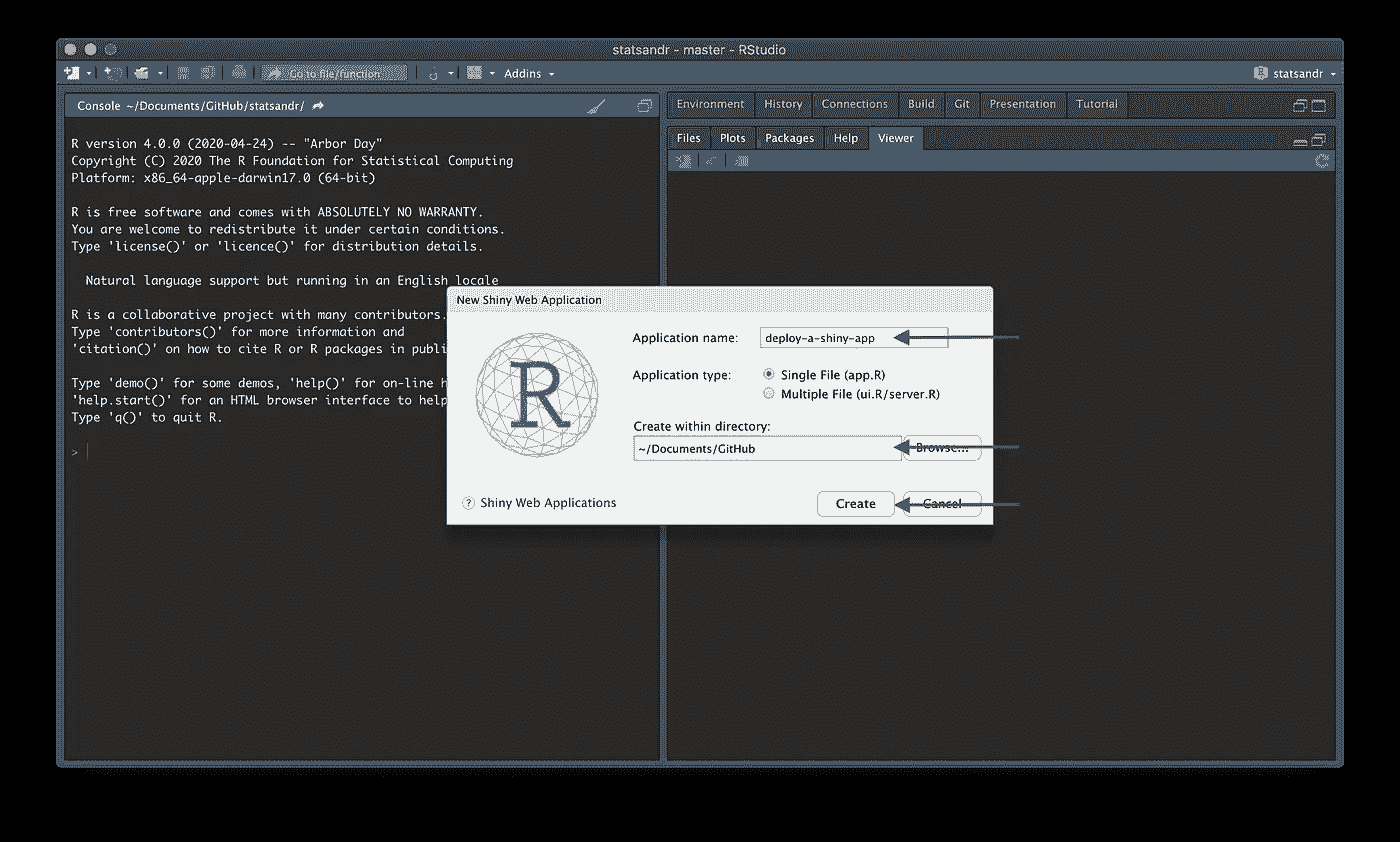 statsandr - master - RStudio
Go to file/function Addins statsandr
Console ~/Documents/GitHub/statsandr/
Environment History Connections Build Git Presentation Tutorial
Files Plots Packages Help Viewer
R version 4.0.0 (2020-04-24) -- "Arbor Day"
Copyright (C) 2020 The R Foundation for Statistical Computing
Platform: x86_64-apple-darwin17.0 (64-bit)
R is free software and comes with ABSOLUTELY NO WARRANTY.
You are welcome to redistribute it under certain conditions.
Type 'license()' or 'licence()' for distribution details.
Natural language support but running in an English locale
R is a collaborative project with many contributors.
Type 'contributors()' for more information and
'citation()' on how to cite R or R packages in publi
Type 'demo()' for some demos, 'help()' for on-line h
'help.start()' for an HTML browser interface to help
Type 'q()' to quit R.
>
New Shiny Web Application
R
Application name: deploy-a-shiny-app
Application type: Single File (app.R)
Multiple File (ui.R/server.R)
Create within directory:
~/Documents/GitHub Browse...
? Shiny Web Applications Create Cancel